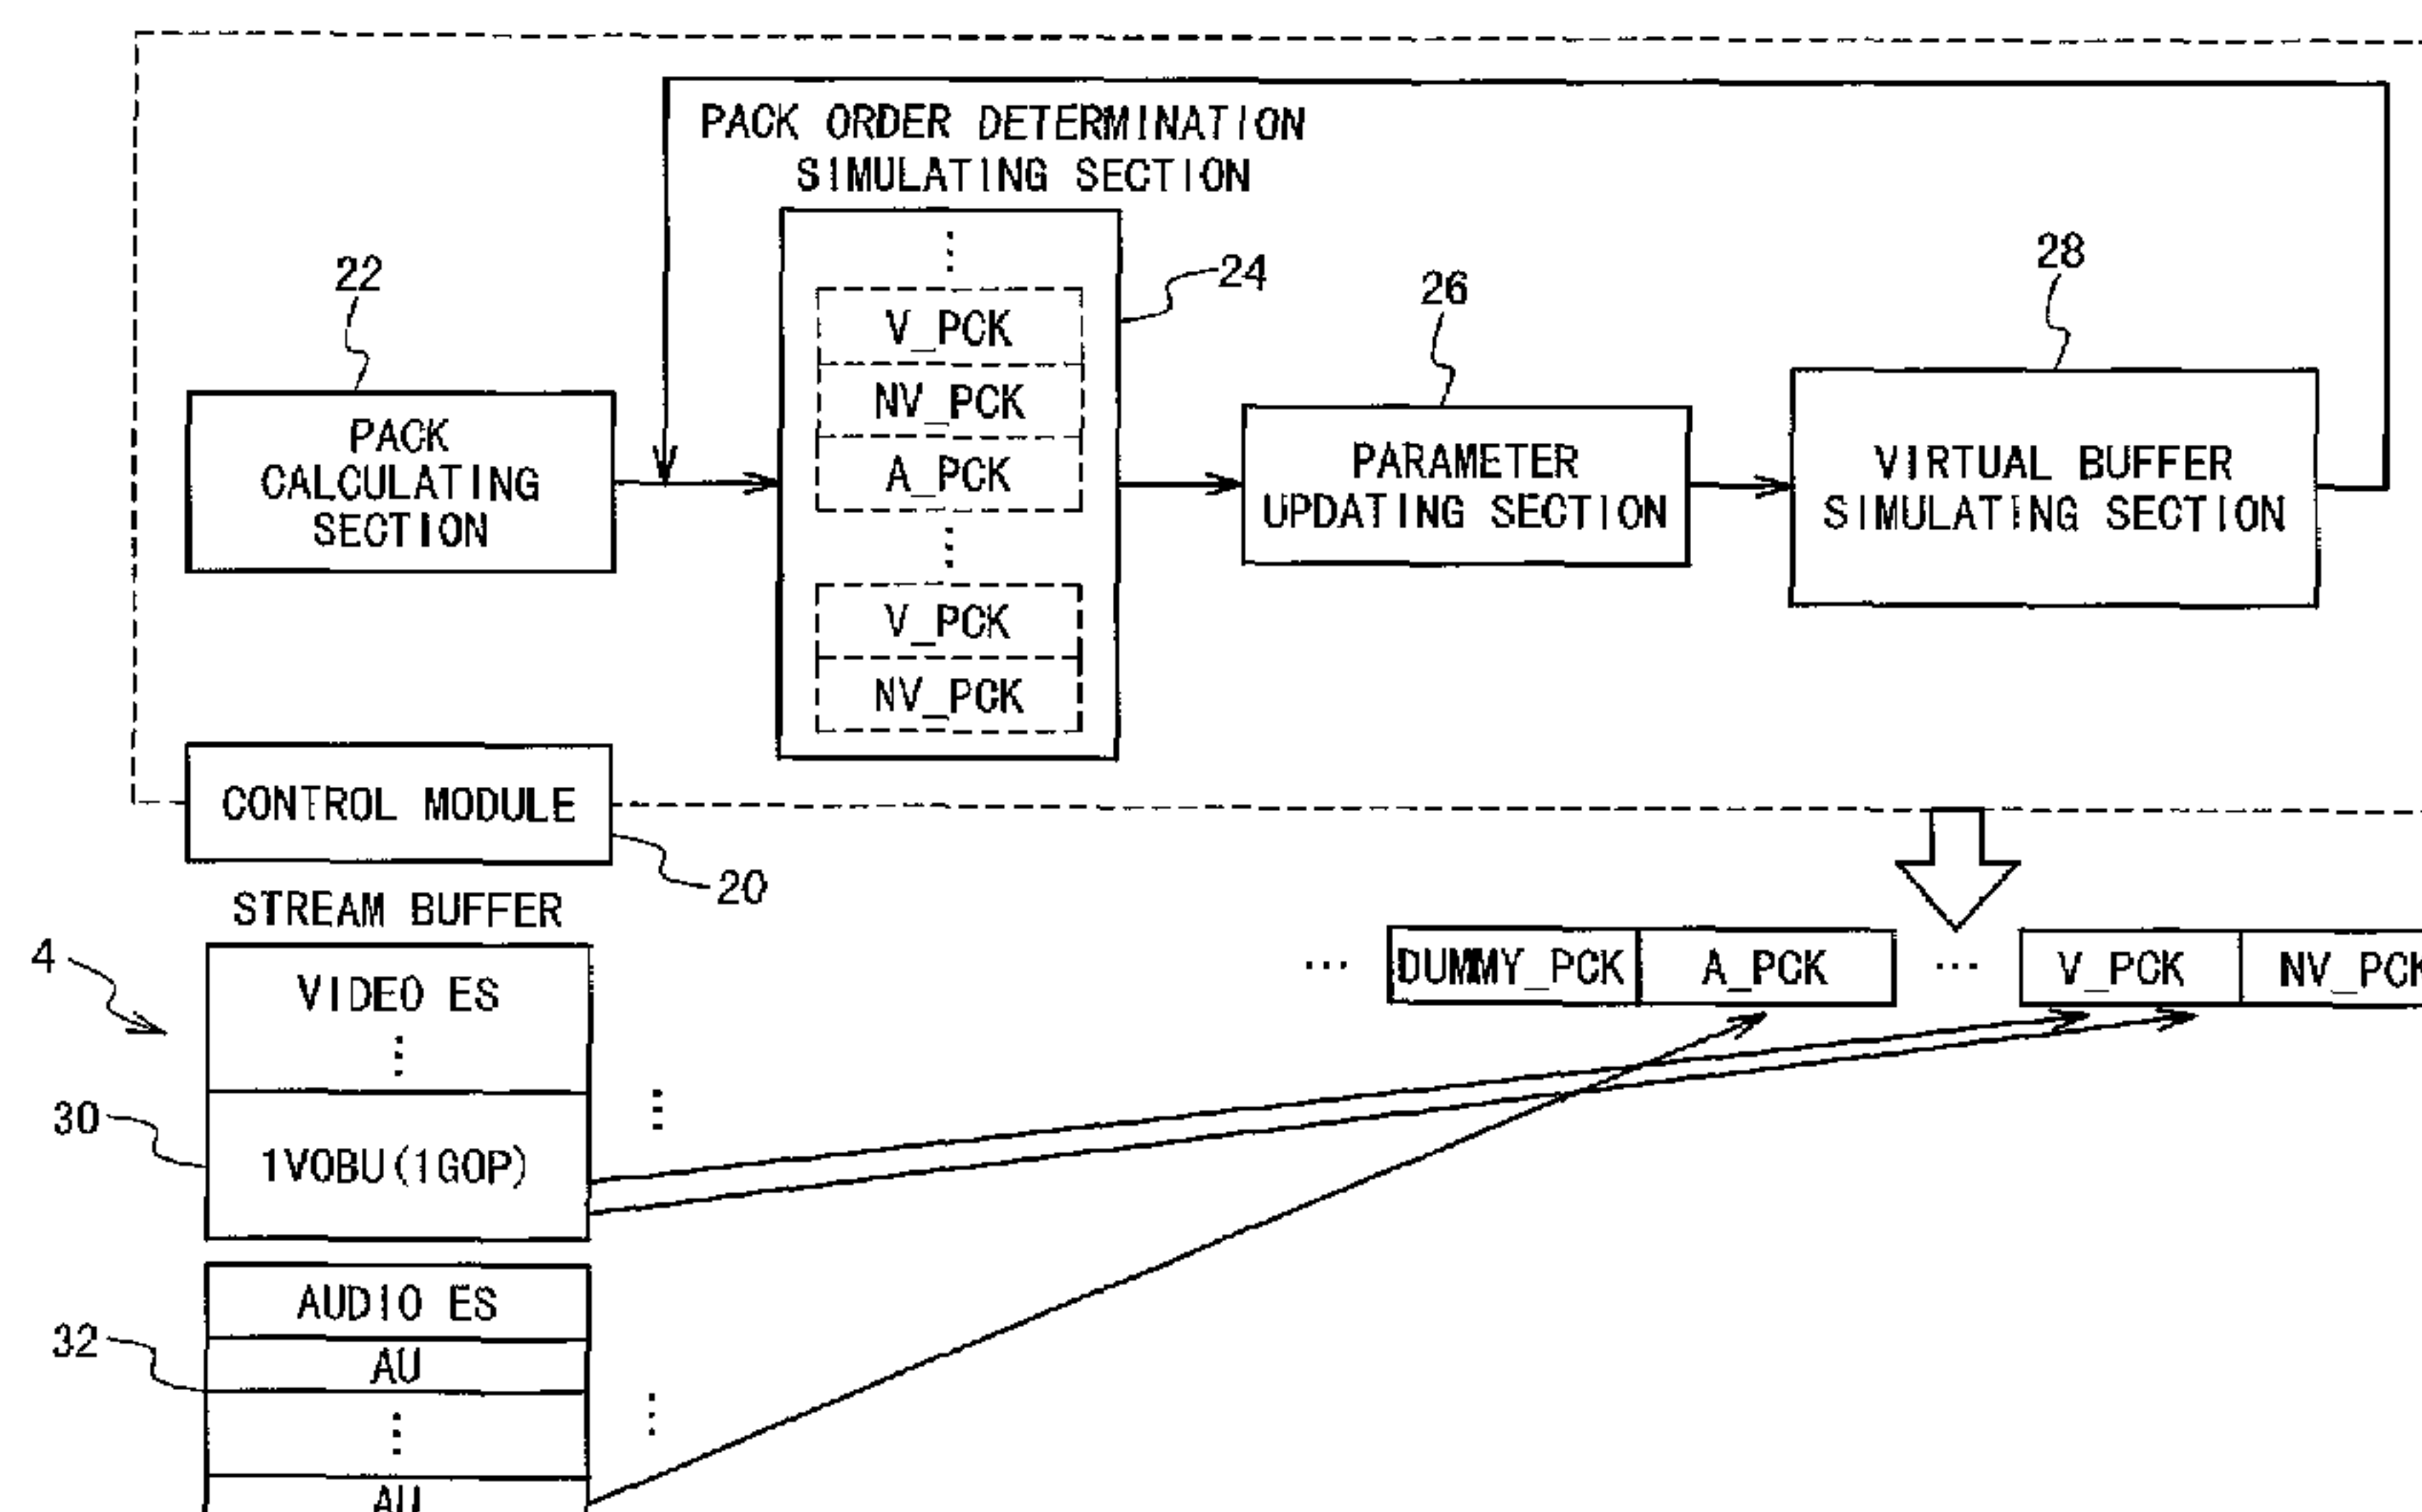 PACK ORDER DETERMINATION
SIMULATING SECTION
22
24
26
28
PACK
CALCULATING
SECTION
V_PCK
NV_PCK
A_PCK
V_PCK
NV_PCK
PARAMETER
UPDATING SECTION
VIRTUAL BUFFER
SIMULATING SECTION
CONTROL MODULE
20
STREAM BUFFER
4
VIDEO ES
30
1VOBU(1GOP)
AUDIO ES
32
AU
AU
... DUMMY_PCK A_PCK ... V_PCK NV_PCK